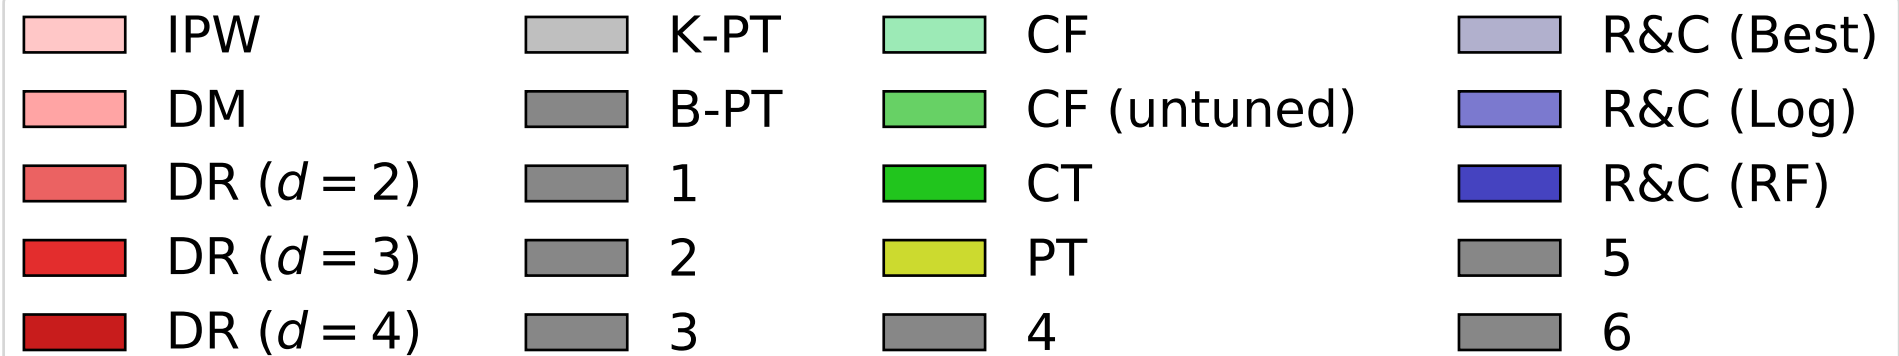 IPW
DM
DR (d = 2)
DR (d = 3)
DR (d = 4)
K-PT
B-PT
1
2
3
CF
CF (untuned)
CT
PT
4
R&C (Best)
R&C (Log)
R&C (RF)
5
6